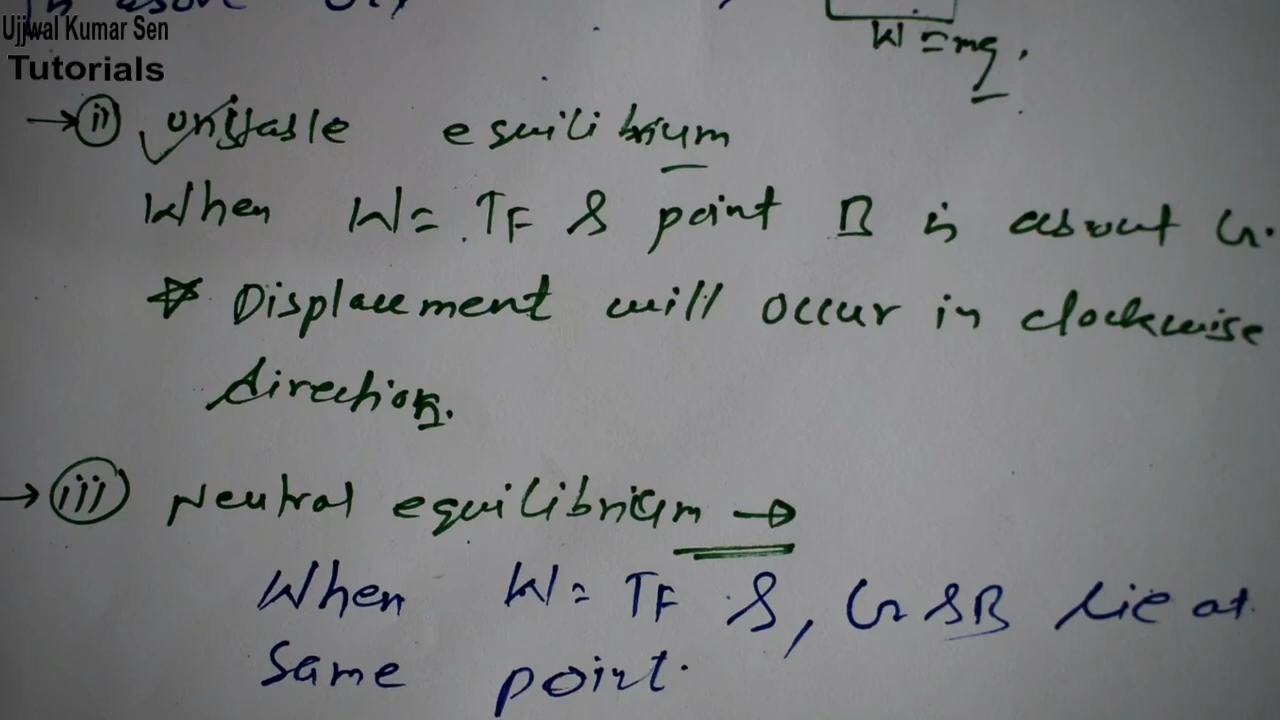 Ujjwal Kumar Sen
Tutorials
W = mg.
→ (ii) unstable equilibrium
When W = TF & point B is about G.
* Displacement will occur in clockwise
direction.
→ (iii) Neutral equilibrium →
When W = TF &, G & B lie at
same point.